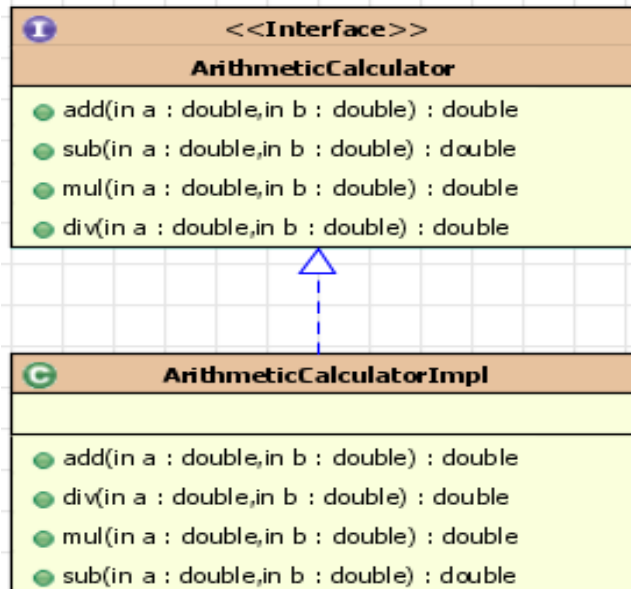 I
<<Interface>>
ArithmeticCalculator
add(in a : double,in b : double) : double
sub(in a : double,in b : double) : double
mul(in a : double,in b : double) : double
div(in a : double,in b : double) : double
C
ArithmeticCalculatorImpl
add(in a : double,in b : double) : double
div(in a : double,in b : double) : double
mul(in a : double,in b : double) : double
sub(in a : double,in b : double) : double